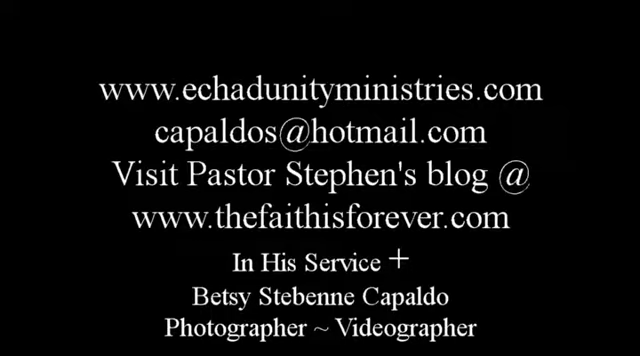 www.echadunityministries.com
capaldos@hotmail.com
Visit Pastor Stephen's blog @
www.thefaithisforever.com
In His Service +
Betsy Stebenne Capaldo
Photographer ~ Videographer